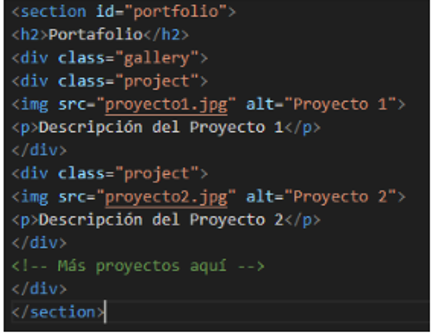 <section id="portfolio">
<h2>Portafolio</h2>
<div class="gallery">
<div class="project">
<img src="proyecto1.jpg" alt="Proyecto 1">
<p>Descripción del Proyecto 1</p>
</div>
<div class="project">
<img src="proyecto2.jpg" alt="Proyecto 2">
<p>Descripción del Proyecto 2</p>
</div>
<!-- Más proyectos aquí -->
</div>
</section>